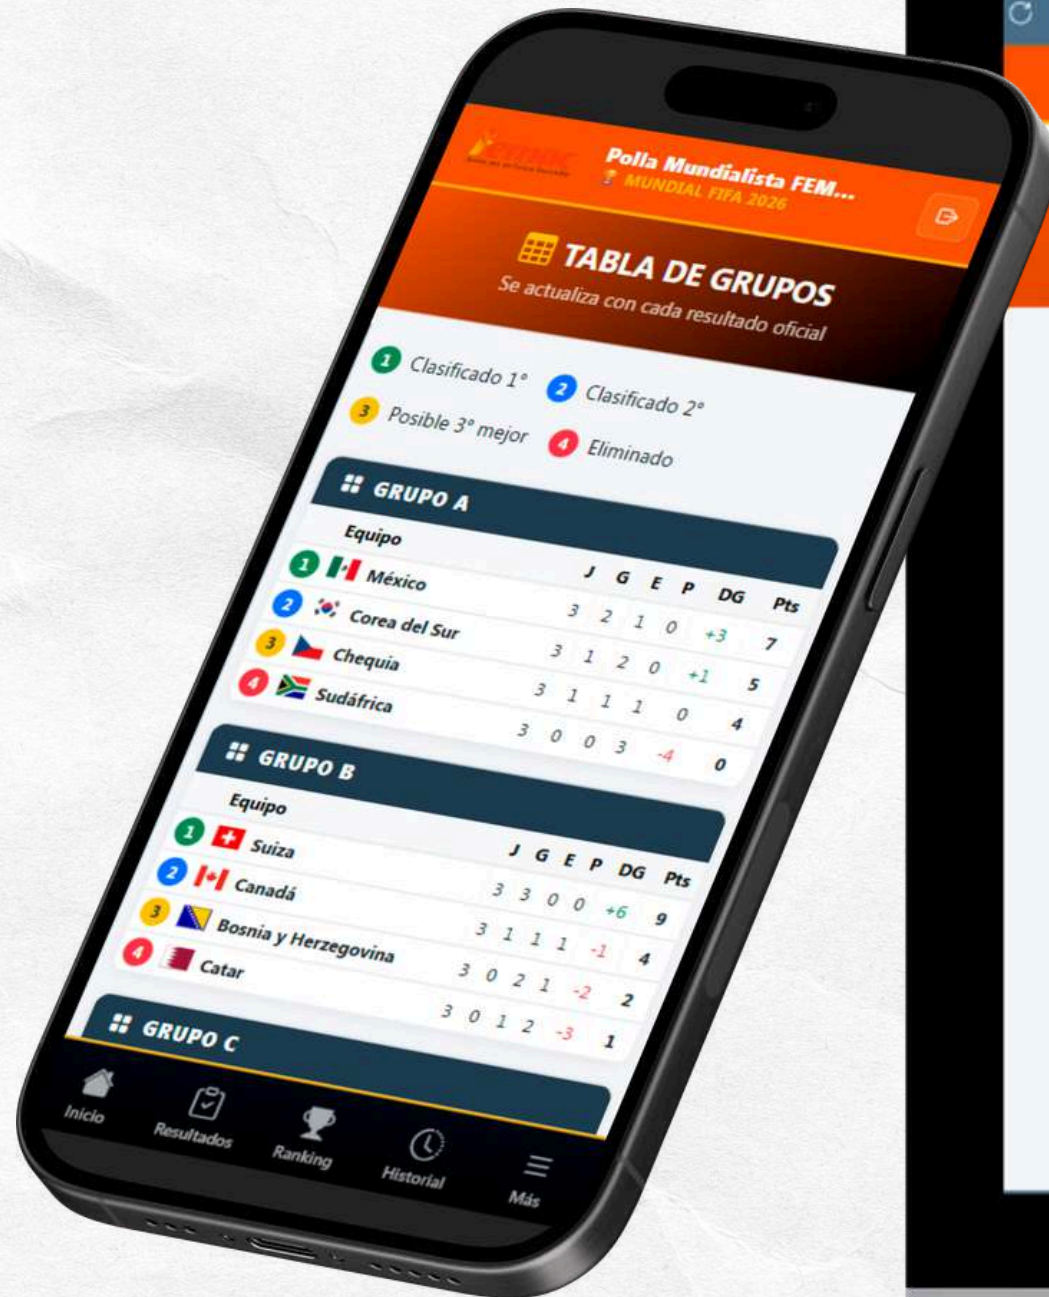 Polla Mundialista FEM...
MUNDIAL FIFA 2026
TABLA DE GRUPOS
Se actualiza con cada resultado oficial
1 Clasificado 1° 2 Clasificado 2°
3 Posible 3° mejor 4 Eliminado
GRUPO A
Equipo J G E P DG Pts
1 México 3 2 1 0 +3 7
2 Corea del Sur 3 1 2 0 +1 5
3 Chequia 3 1 1 1 0 4
4 Sudáfrica 3 0 0 3 -4 0
GRUPO B
Equipo J G E P DG Pts
1 Suiza 3 3 0 0 +6 9
2 Canadá 3 1 1 1 -1 4
3 Bosnia y Herzegovina 3 0 2 1 -2 2
4 Catar 3 0 1 2 -3 1
GRUPO C
Inicio Resultados Ranking Historial Más